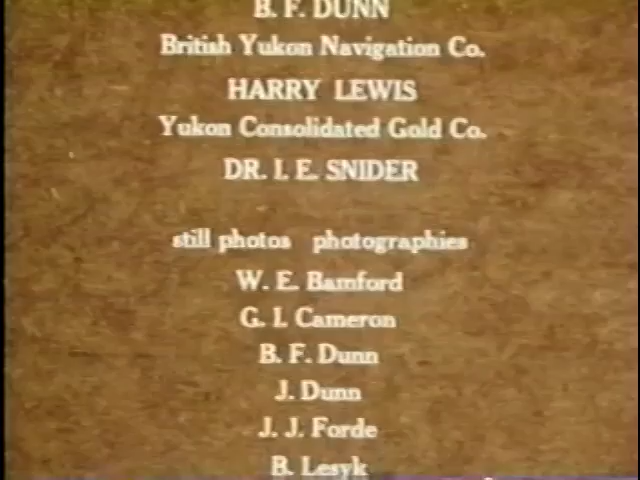 B. F. DUNN
British Yukon Navigation Co.
HARRY LEWIS
Yukon Consolidated Gold Co.
DR. I. E. SNIDER
still photos photographies
W. E. Bamford
G. I. Cameron
B. F. Dunn
J. Dunn
J. J. Forde
B. Lesyk